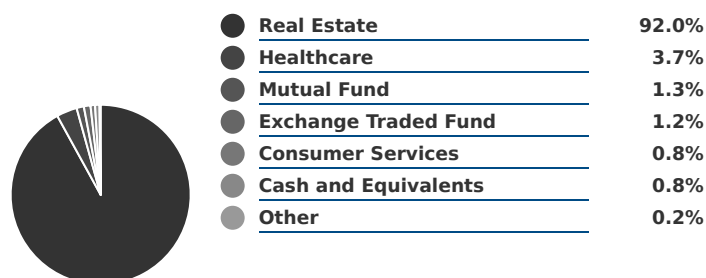 Real Estate 92.0%
Healthcare 3.7%
Mutual Fund 1.3%
Exchange Traded Fund 1.2%
Consumer Services 0.8%
Cash and Equivalents 0.8%
Other 0.2%